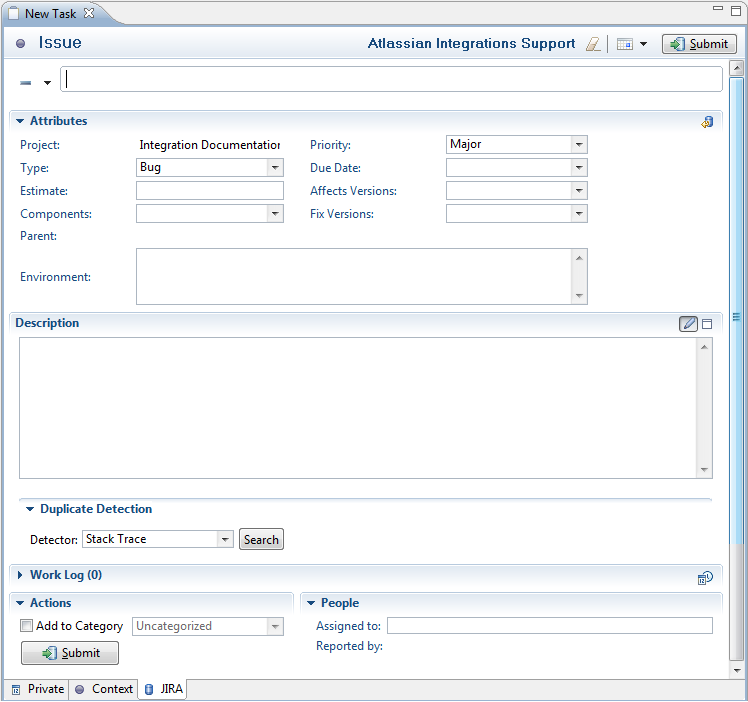 New Task
Issue
Atlassian Integrations Support
Submit
Attributes
Project: Integration Documentation Priority: Major
Type: Bug Due Date:
Estimate: Affects Versions:
Components: Fix Versions:
Parent:
Environment:
Description
Duplicate Detection
Detector: Stack Trace Search
Work Log (0)
Actions
Add to Category Uncategorized
Submit
People
Assigned to:
Reported by:
Private Context JIRA